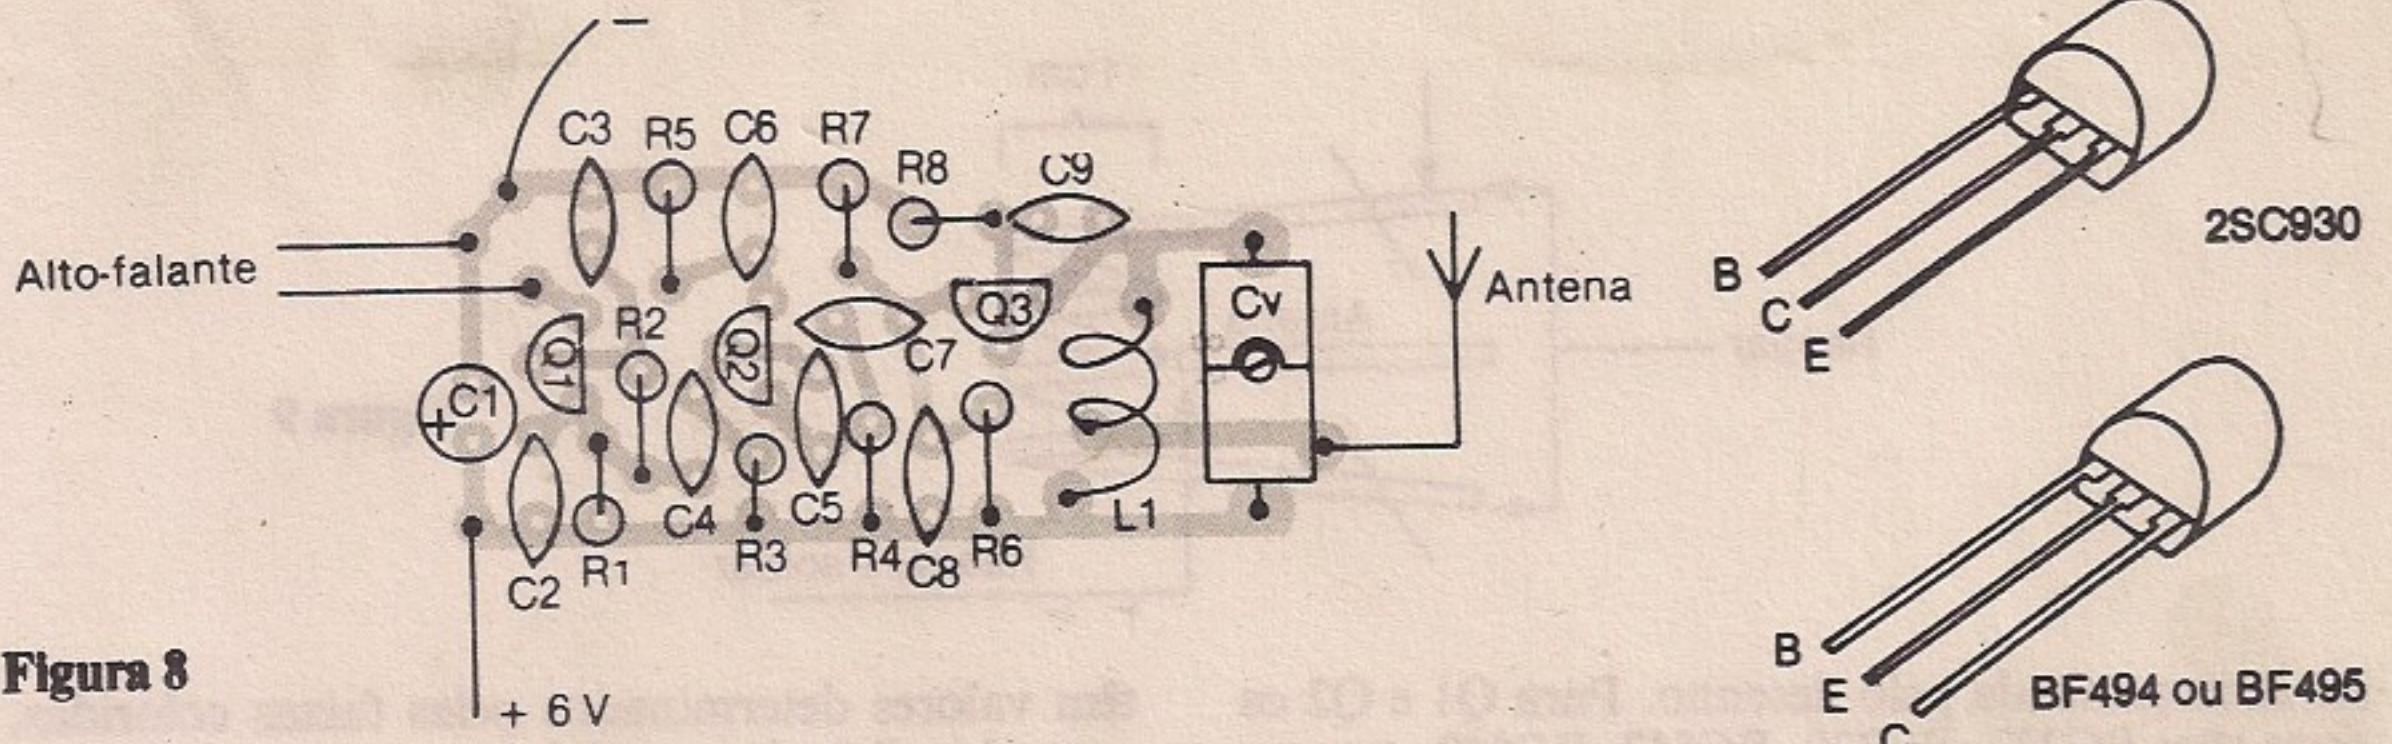 −
C3 R5 C6 R7
R8 C9
Alto-falante
Antena
2SC930
Cv
Q3
R2
Q1
Q2
C7
+C1
B
C
E
C4
C5
L1
R3 R4 C8 R6
C2 R1
B
E
C
BF494 ou BF495
Figura 8
+ 6 V